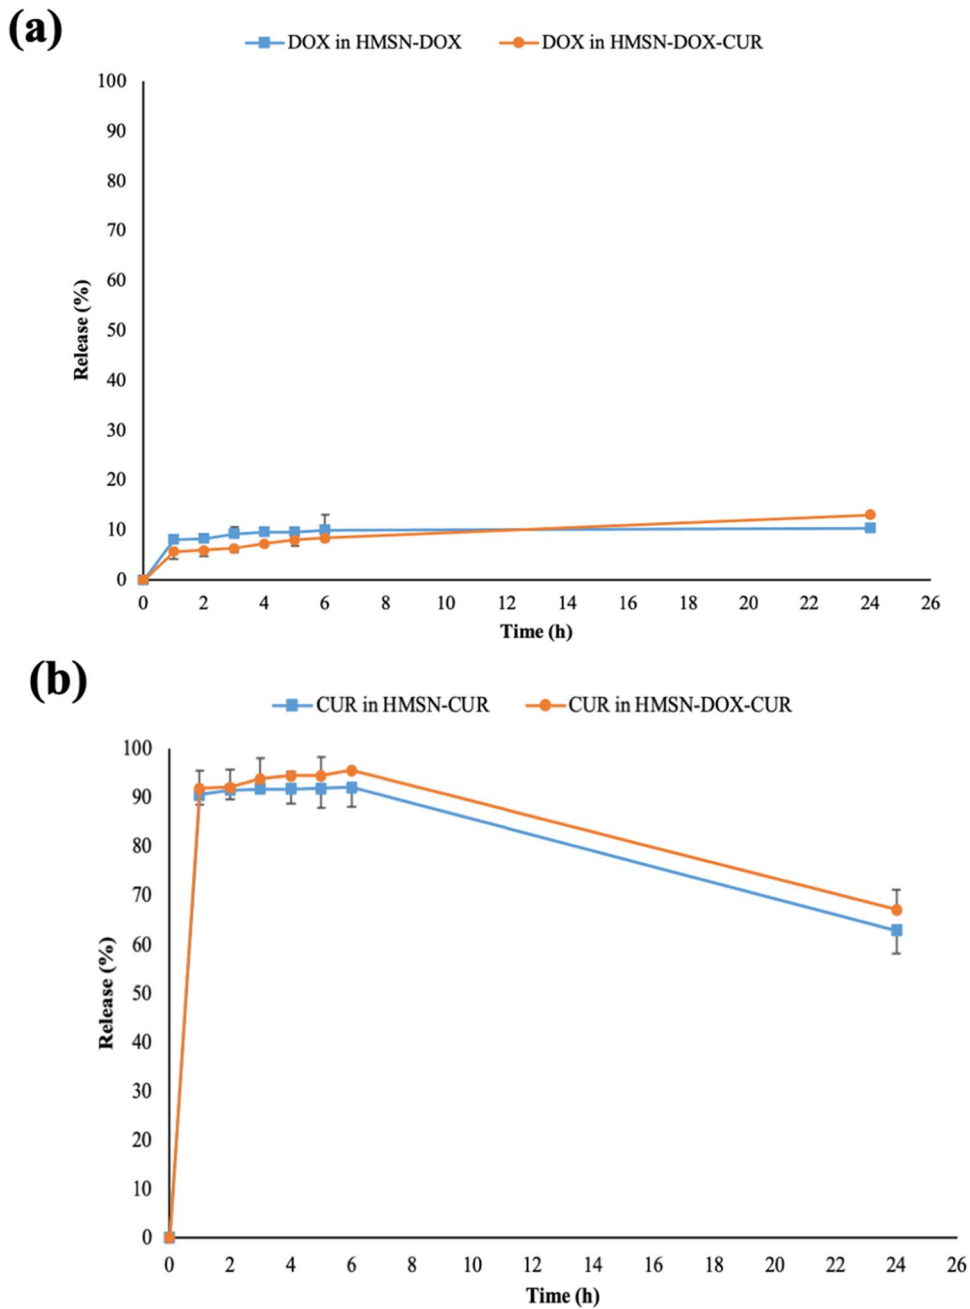 (a)
DOX in HMSN-DOX DOX in HMSN-DOX-CUR
100
90
80
70
60
50
40
30
20
10
0
Release (%)
0 2 4 6 8 10 12 14 16 18 20 22 24 26
Time (h)
(b)
CUR in HMSN-CUR CUR in HMSN-DOX-CUR
100
90
80
70
60
50
40
30
20
10
0
Release (%)
0 2 4 6 8 10 12 14 16 18 20 22 24 26
Time (h)